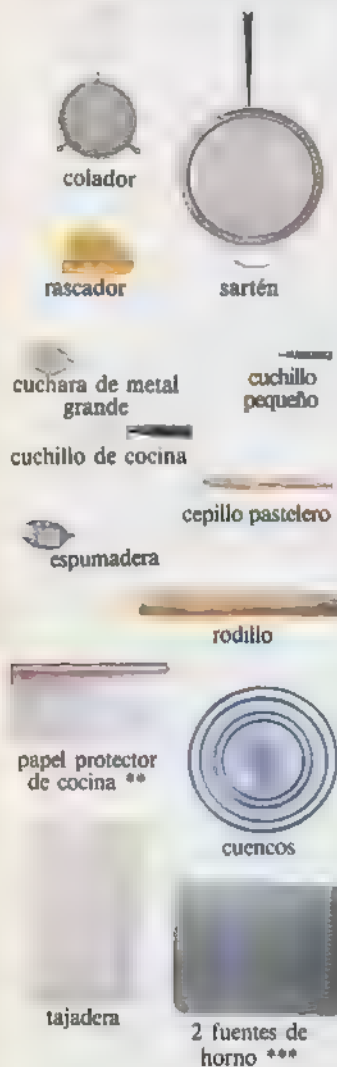 colador
sartén
rascador
cuchara de metal
grande
cuchillo
pequeño
cuchillo de cocina
cepillo pastelero
espumadera
rodillo
papel protector
de cocina **
cuencos
tajadera
2 fuentes de
horno ***